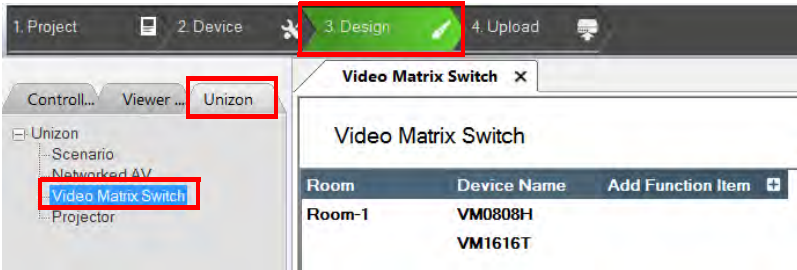 1. Project 2. Device 3. Design 4. Upload
Controll... Viewer ... Unizon
Unizon
Scenario
Networked AV
Video Matrix Switch
Projector
Video Matrix Switch X
Video Matrix Switch
Room Device Name Add Function Item
Room-1 VM0808H
VM1616T